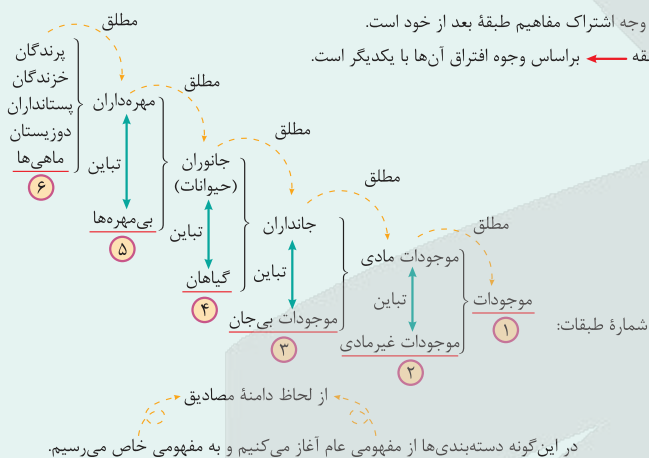 وجه اشتراک مفاهیم طبقهٔ بعد از خود است.
براساس وجوه افتراق آن‌ها با یکدیگر است.
مطلق
مطلق
مطلق
مطلق
مطلق
شمارهٔ طبقات:
موجودات
۱
موجودات مادی
تباین
موجودات غیرمادی
۲
جانداران
تباین
موجودات بی‌جان
۳
جانوران
(حیوانات)
تباین
گیاهان
۴
مهره‌داران
تباین
بی‌مهره‌ها
۵
پرندگان
خزندگان
پستانداران
دوزیستان
ماهی‌ها
۶
از لحاظ دامنهٔ مصادیق
در این‌گونه دسته‌بندی‌ها از مفهومی عام آغاز می‌کنیم و به مفهومی خاص می‌رسیم.